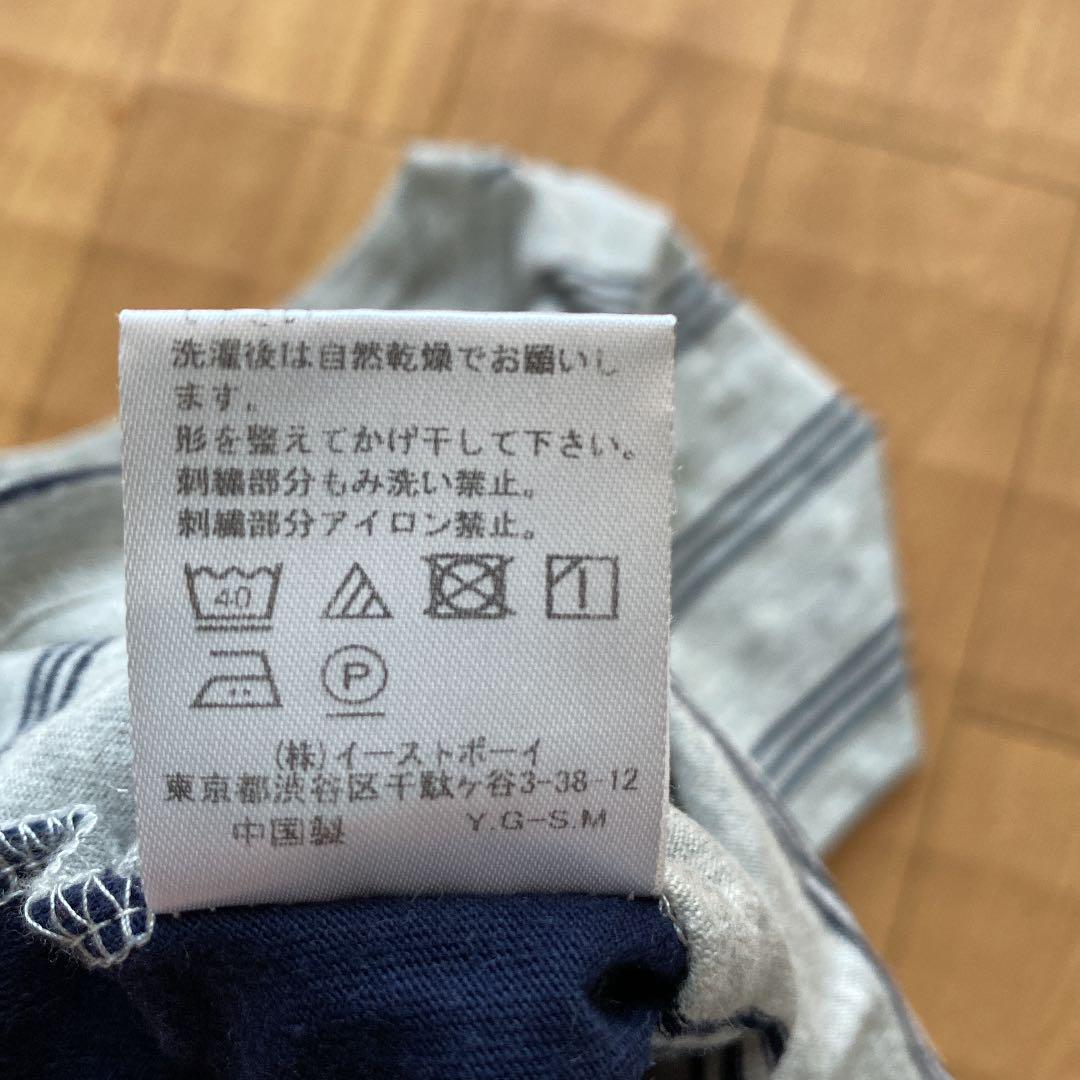 洗濯後は自然乾燥でお願いし
ます。
形を整えてかげ干して下さい。
刺繍部分もみ洗い禁止。
刺繍部分アイロン禁止。
40
P
(株)イーストボーイ
東京都渋谷区千駄ケ谷3-38-12
中国製 Y.G-S.M